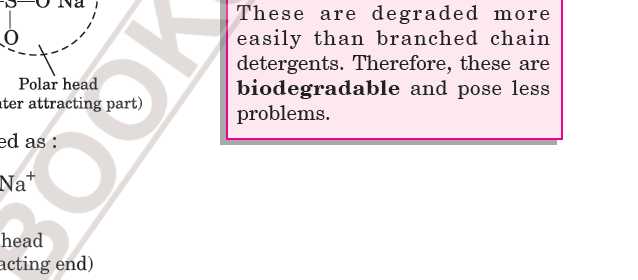 S—O Na
O
Polar head
ater attracting part)
ed as :
Na+
head
acting end)
These are degraded more
easily than branched chain
detergents. Therefore, these are
biodegradable and pose less
problems.
BOOK